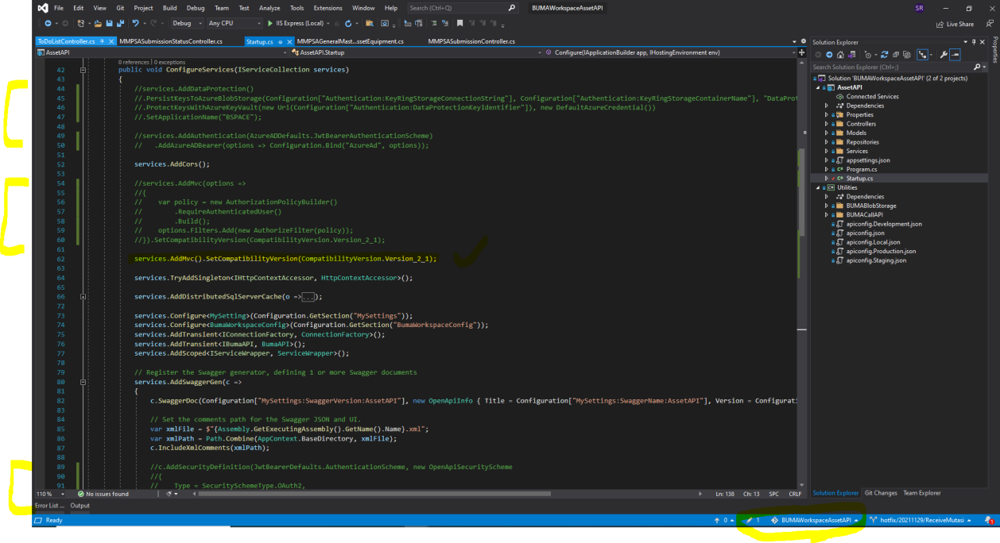 File Edit View Git Project Build Debug Team Test Analyze Tools Extensions Window Help Search (Ctrl+Q) BUMAWorkspaceAssetAPI SR
Debug Any CPU IIS Express (Local) Live Share
ToDoListController.cs MMPSASubmissionStatusController.cs Startup.cs MMPSAGeneralMast...ssetEquipment.cs MMPSASubmissionController.cs
AssetAPI AssetAPI.Startup Configure(IApplicationBuilder app, IHostingEnvironment env)
0 references | 0 exceptions
42 public void ConfigureServices(IServiceCollection services)
43 {
44 //services.AddDataProtection()
45 //.PersistKeysToAzureBlobStorage(Configuration["Authentication:KeyRingStorageConnectionString"], Configuration["Authentication:KeyRingStorageContainerName"], "DataProt
46 //.ProtectKeysWithAzureKeyVault(new Uri(Configuration["Authentication:DataProtectionKeyIdentifier"]), new DefaultAzureCredential())
47 //.SetApplicationName("BSPACE");
48
49 //services.AddAuthentication(AzureADDefaults.JwtBearerAuthenticationScheme)
50 // .AddAzureADBearer(options => Configuration.Bind("AzureAd", options));
51
52 services.AddCors();
53
54 //services.AddMvc(options =>
55 //{
56 // var policy = new AuthorizationPolicyBuilder()
57 // .RequireAuthenticatedUser()
58 // .Build();
59 // options.Filters.Add(new AuthorizeFilter(policy));
60 //}).SetCompatibilityVersion(CompatibilityVersion.Version_2_1);
61
62 services.AddMvc().SetCompatibilityVersion(CompatibilityVersion.Version_2_1);
63
64 services.TryAddSingleton<IHttpContextAccessor, HttpContextAccessor>();
65
66 services.AddDistributedSqlServerCache(o =>...);
72
73 services.Configure<MySetting>(Configuration.GetSection("MySettings"));
74 services.Configure<BumaWorkspaceConfig>(Configuration.GetSection("BumaWorkspaceConfig"));
75 services.AddTransient<IConnectionFactory, ConnectionFactory>();
76 services.AddTransient<IBumaAPI, BumaAPI>();
77 services.AddScoped<IServiceWrapper, ServiceWrapper>();
78
79 // Register the Swagger generator, defining 1 or more Swagger documents
80 services.AddSwaggerGen(c =>
81 {
82 c.SwaggerDoc(Configuration["MySettings:SwaggerVersion:AssetAPI"], new OpenApiInfo { Title = Configuration["MySettings:SwaggerName:AssetAPI"], Version = Configurati
83
84 // Set the comments path for the Swagger JSON and UI.
85 var xmlFile = $"{Assembly.GetExecutingAssembly().GetName().Name}.xml";
86 var xmlPath = Path.Combine(AppContext.BaseDirectory, xmlFile);
87 c.IncludeXmlComments(xmlPath);
88
89 //c.AddSecurityDefinition(JwtBearerDefaults.AuthenticationScheme, new OpenApiSecurityScheme
90 //{
91 // Type = SecuritySchemeType.OAuth2,
110 % No issues found Ln: 138 Ch: 13 SPC CRLF
Error List ... Output
Solution Explorer
Search Solution Explorer (Ctrl+;)
Solution 'BUMAWorkspaceAssetAPI' (2 of 2 projects)
AssetAPI
Connected Services
Dependencies
Properties
Controllers
Models
Repositories
Services
appsettings.json
C# Program.cs
C# Startup.cs
Utilities
Dependencies
BUMABlobStorage
BUMACallAPI
apiconfig.Development.json
apiconfig.json
apiconfig.Local.json
apiconfig.Production.json
apiconfig.Staging.json
Solution Explorer Git Changes Team Explorer
Properties
Ready 0 1 BUMAWorkspaceAssetAPI hotfix/20211129/ReceiveMutasi 1